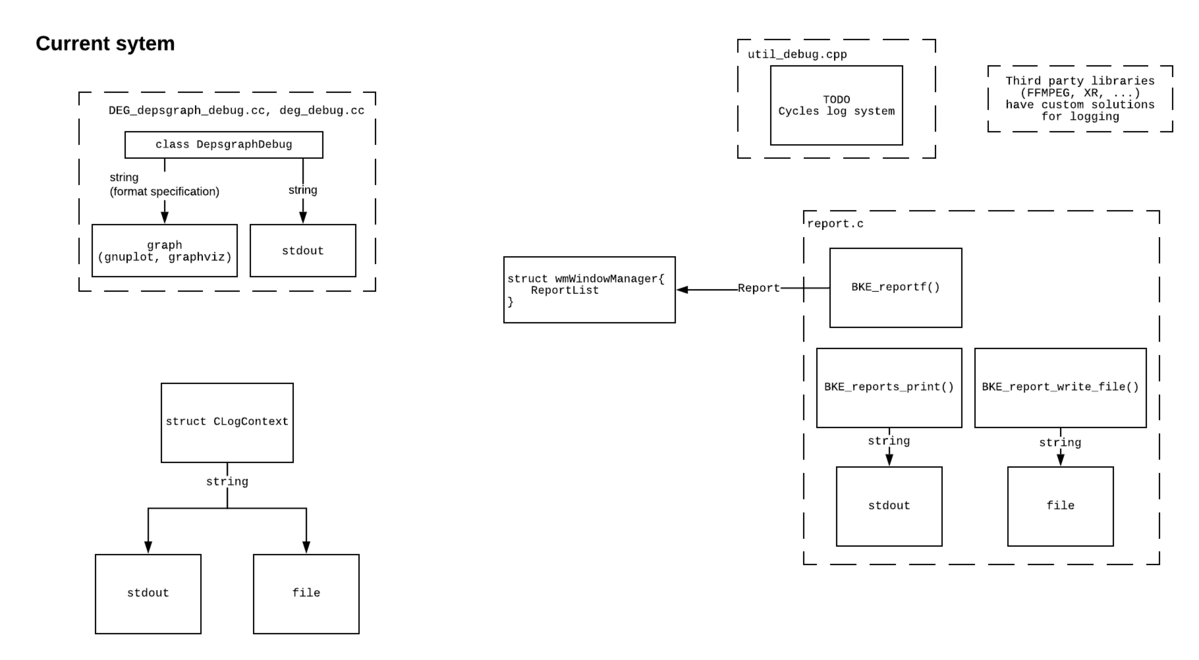 Current sytem
DEG_depsgraph_debug.cc, deg_debug.cc
class DepsgraphDebug
string
(format specification)
string
graph
(gnuplot, graphviz)
stdout
struct CLogContext
string
stdout
file
util_debug.cpp
TODO
Cycles log system
Third party libraries
(FFMPEG, XR, ...)
have custom solutions
for logging
struct wmWindowManager{
ReportList
}
Report
report.c
BKE_reportf()
BKE_reports_print()
BKE_report_write_file()
string
string
stdout
file